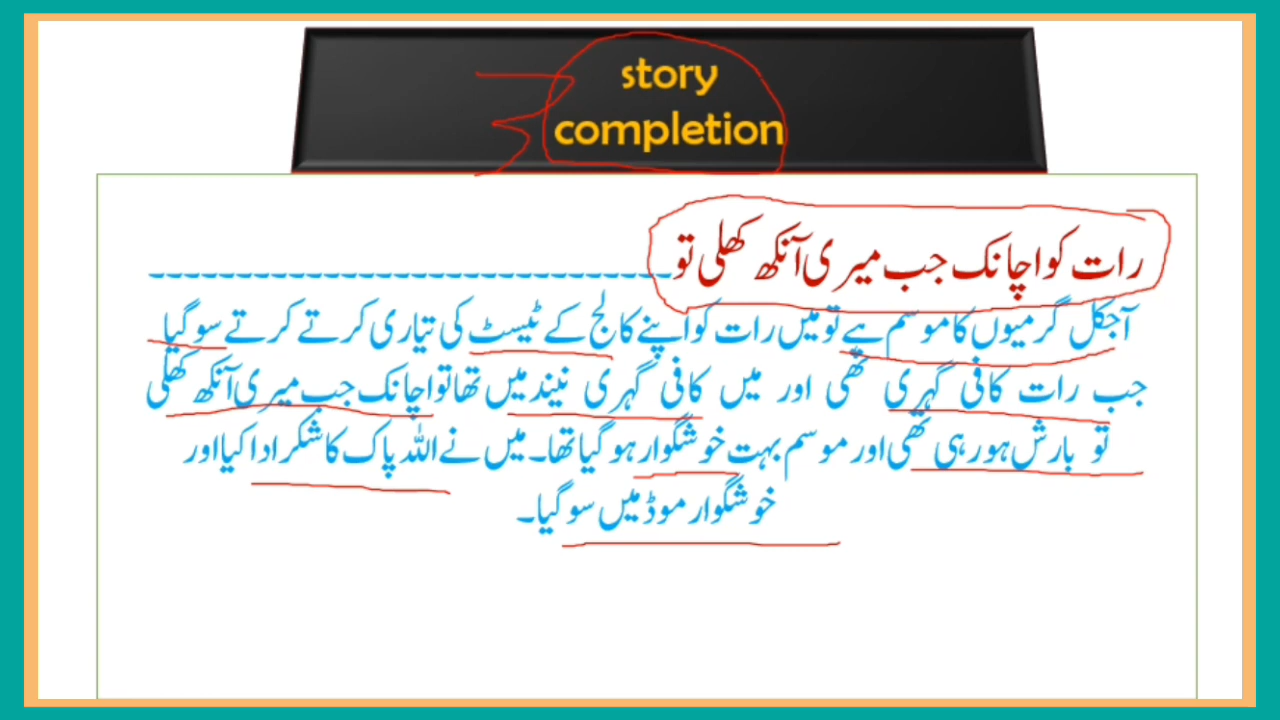 story
completion
رات کو اچانک جب میری آنکھ کھلی تو ------------------------------
آجکل گرمیوں کا موسم ہے تو میں رات کو اپنے کالج کے ٹیسٹ کی تیاری کرتے کرتے سو گیا
جب رات کافی گہری تھی اور میں کافی گہری نیند میں تھا تو اچانک جب میری آنکھ کھلی
تو بارش ہو رہی تھی اور موسم بہت خوشگوار ہو گیا تھا۔ میں نے اللہ پاک کا شکر ادا کیا اور
خوشگوار موڈ میں سو گیا۔